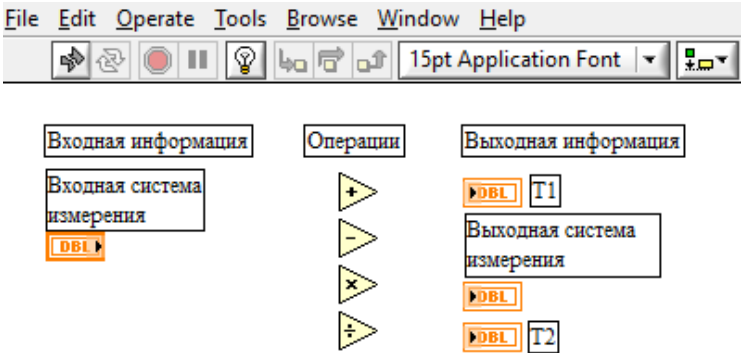 File Edit Operate Tools Browse Window Help
15pt Application Font
Входная информация Операции Выходная информация
Входная система
измерения
DBL
+
-
×
÷
DBL T1
Выходная система
измерения
DBL
DBL T2